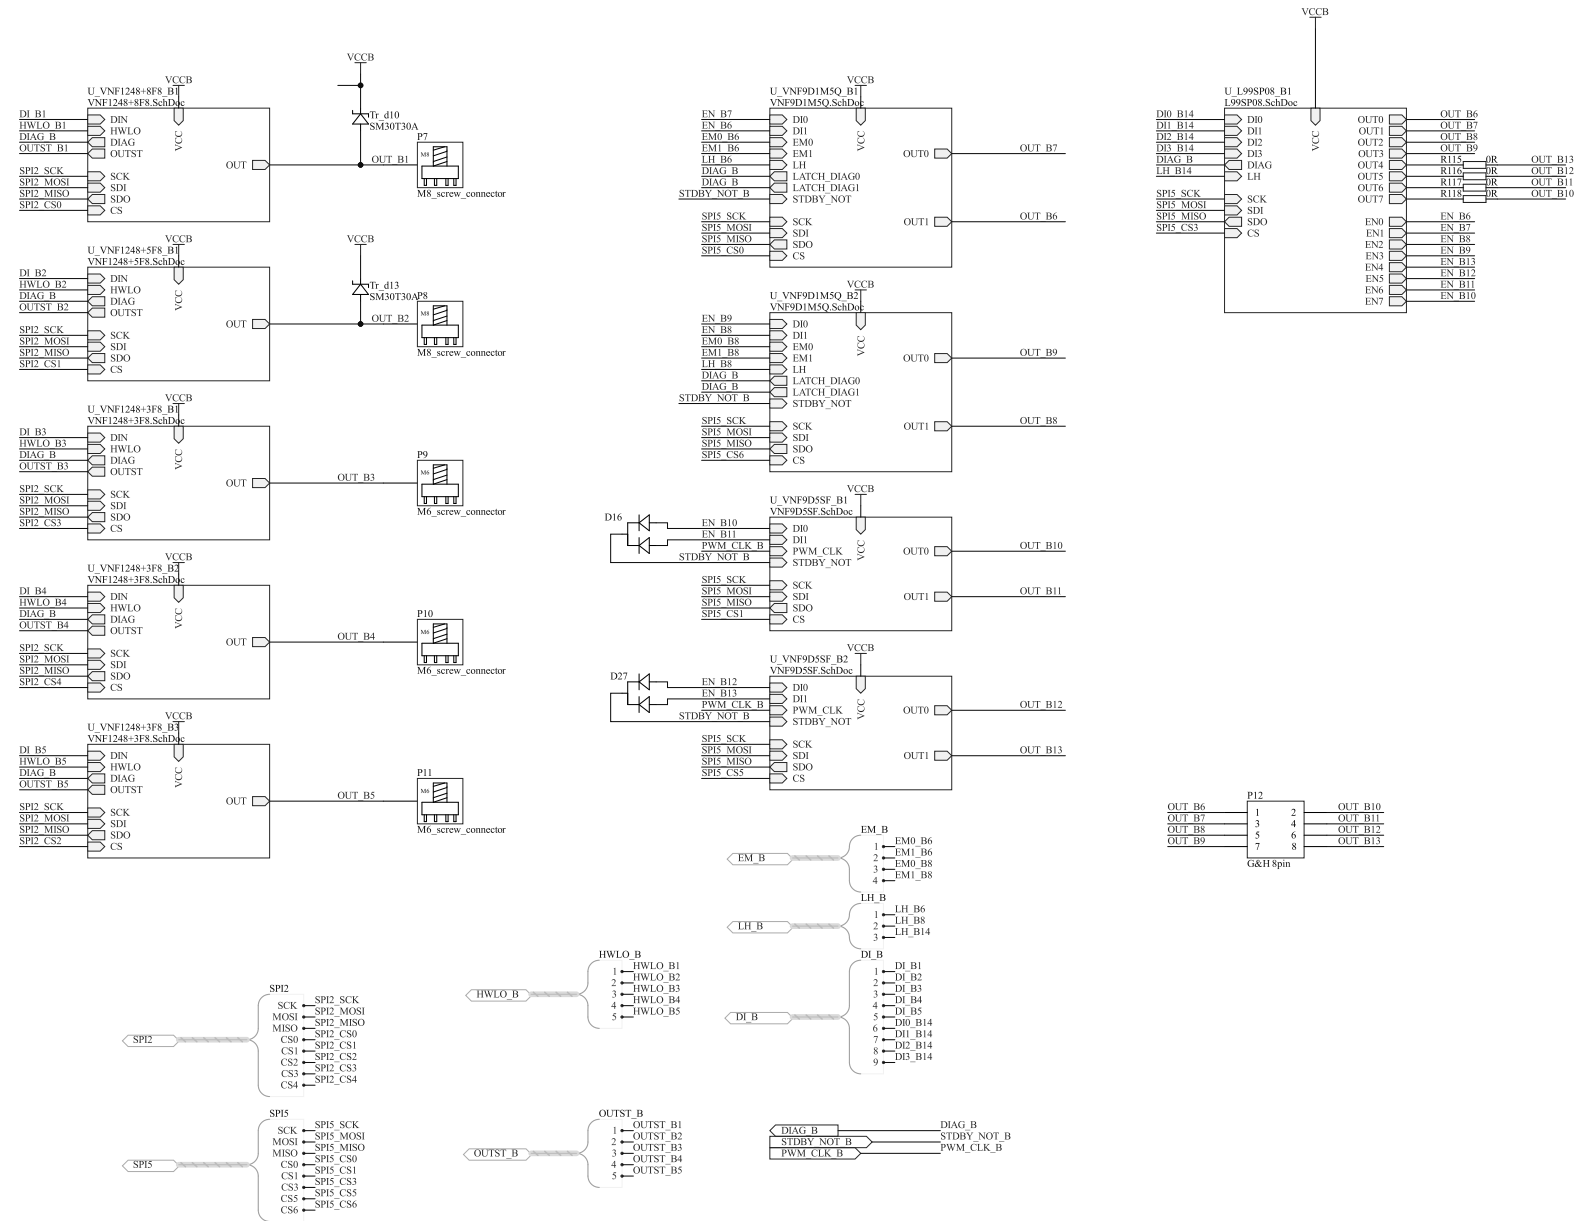 VCCB
U_VNF1248+8F8_B1
VNF1248+8F8.SchDoc
DI_B1
HWLO_B1
DIAG_B
OUTST_B1
SPI2_SCK
SPI2_MOSI
SPI2_MISO
SPI2_CS0
DIN
HWLO
DIAG
OUTST
SCK
SDI
SDO
CS
VCC
OUT
VCCB
Tr_d10
SM30T30A
OUT_B1
P7
M8
M8_screw_connector
VCCB
U_VNF1248+5F8_B1
VNF1248+5F8.SchDoc
DI_B2
HWLO_B2
DIAG_B
OUTST_B2
SPI2_SCK
SPI2_MOSI
SPI2_MISO
SPI2_CS1
DIN
HWLO
DIAG
OUTST
SCK
SDI
SDO
CS
VCC
OUT
VCCB
Tr_d13
SM30T30A
OUT_B2
P8
M8
M8_screw_connector
VCCB
U_VNF1248+3F8_B1
VNF1248+3F8.SchDoc
DI_B3
HWLO_B3
DIAG_B
OUTST_B3
SPI2_SCK
SPI2_MOSI
SPI2_MISO
SPI2_CS3
DIN
HWLO
DIAG
OUTST
SCK
SDI
SDO
CS
VCC
OUT
OUT_B3
P9
M6
M6_screw_connector
VCCB
U_VNF1248+3F8_B2
VNF1248+3F8.SchDoc
DI_B4
HWLO_B4
DIAG_B
OUTST_B4
SPI2_SCK
SPI2_MOSI
SPI2_MISO
SPI2_CS4
DIN
HWLO
DIAG
OUTST
SCK
SDI
SDO
CS
VCC
OUT
OUT_B4
P10
M6
M6_screw_connector
VCCB
U_VNF1248+3F8_B3
VNF1248+3F8.SchDoc
DI_B5
HWLO_B5
DIAG_B
OUTST_B5
SPI2_SCK
SPI2_MOSI
SPI2_MISO
SPI2_CS2
DIN
HWLO
DIAG
OUTST
SCK
SDI
SDO
CS
VCC
OUT
OUT_B5
P11
M6
M6_screw_connector
VCCB
U_VNF9D1M5Q_B1
VNF9D1M5Q.SchDoc
EN_B7
EN_B6
EM0_B6
EM1_B6
LH_B6
DIAG_B
DIAG_B
STDBY_NOT_B
SPI5_SCK
SPI5_MOSI
SPI5_MISO
SPI5_CS0
DI0
DI1
EM0
EM1
LH
LATCH_DIAG0
LATCH_DIAG1
STDBY_NOT
SCK
SDI
SDO
CS
VCC
OUT0
OUT1
OUT_B7
OUT_B6
VCCB
U_VNF9D1M5Q_B2
VNF9D1M5Q.SchDoc
EN_B9
EN_B8
EM0_B8
EM1_B8
LH_B8
DIAG_B
DIAG_B
STDBY_NOT_B
SPI5_SCK
SPI5_MOSI
SPI5_MISO
SPI5_CS6
DI0
DI1
EM0
EM1
LH
LATCH_DIAG0
LATCH_DIAG1
STDBY_NOT
SCK
SDI
SDO
CS
VCC
OUT0
OUT1
OUT_B9
OUT_B8
VCCB
U_VNF9D5SF_B1
VNF9D5SF.SchDoc
D16
EN_B10
EN_B11
PWM_CLK_B
STDBY_NOT_B
SPI5_SCK
SPI5_MOSI
SPI5_MISO
SPI5_CS1
DI0
DI1
PWM_CLK
STDBY_NOT
SCK
SDI
SDO
CS
VCC
OUT0
OUT1
OUT_B10
OUT_B11
VCCB
U_VNF9D5SF_B2
VNF9D5SF.SchDoc
D27
EN_B12
EN_B13
PWM_CLK_B
STDBY_NOT_B
SPI5_SCK
SPI5_MOSI
SPI5_MISO
SPI5_CS5
DI0
DI1
PWM_CLK
STDBY_NOT
SCK
SDI
SDO
CS
VCC
OUT0
OUT1
OUT_B12
OUT_B13
VCCB
U_L99SP08_B1
L99SP08.SchDoc
DI0_B14
DI1_B14
DI2_B14
DI3_B14
DIAG_B
LH_B14
SPI5_SCK
SPI5_MOSI
SPI5_MISO
SPI5_CS3
DI0
DI1
DI2
DI3
DIAG
LH
SCK
SDI
SDO
CS
VCC
OUT0 OUT_B6
OUT1 OUT_B7
OUT2 OUT_B8
OUT3 OUT_B9
OUT4 R115 0R OUT_B13
OUT5 R116 0R OUT_B12
OUT6 R117 0R OUT_B11
OUT7 R118 0R OUT_B10
EN0 EN_B6
EN1 EN_B7
EN2 EN_B8
EN3 EN_B9
EN4 EN_B13
EN5 EN_B12
EN6 EN_B11
EN7 EN_B10
P12
OUT_B6 1 2 OUT_B10
OUT_B7 3 4 OUT_B11
OUT_B8 5 6 OUT_B12
OUT_B9 7 8 OUT_B13
G&H 8pin
EM_B
EM_B
1 EM0_B6
2 EM1_B6
3 EM0_B8
4 EM1_B8
LH_B
LH_B
1 LH_B6
2 LH_B8
3 LH_B14
HWLO_B
HWLO_B
1 HWLO_B1
2 HWLO_B2
3 HWLO_B3
4 HWLO_B4
5 HWLO_B5
DI_B
DI_B
1 DI_B1
2 DI_B2
3 DI_B3
4 DI_B4
5 DI_B5
6 DI0_B14
7 DI1_B14
8 DI2_B14
9 DI3_B14
SPI2
SPI2
SCK SPI2_SCK
MOSI SPI2_MOSI
MISO SPI2_MISO
CS0 SPI2_CS0
CS1 SPI2_CS1
CS2 SPI2_CS2
CS3 SPI2_CS3
CS4 SPI2_CS4
SPI5
SPI5
SCK SPI5_SCK
MOSI SPI5_MOSI
MISO SPI5_MISO
CS0 SPI5_CS0
CS1 SPI5_CS1
CS3 SPI5_CS3
CS5 SPI5_CS5
CS6 SPI5_CS6
OUTST_B
OUTST_B
1 OUTST_B1
2 OUTST_B2
3 OUTST_B3
4 OUTST_B4
5 OUTST_B5
DIAG_B DIAG_B
STDBY_NOT_B STDBY_NOT_B
PWM_CLK_B PWM_CLK_B